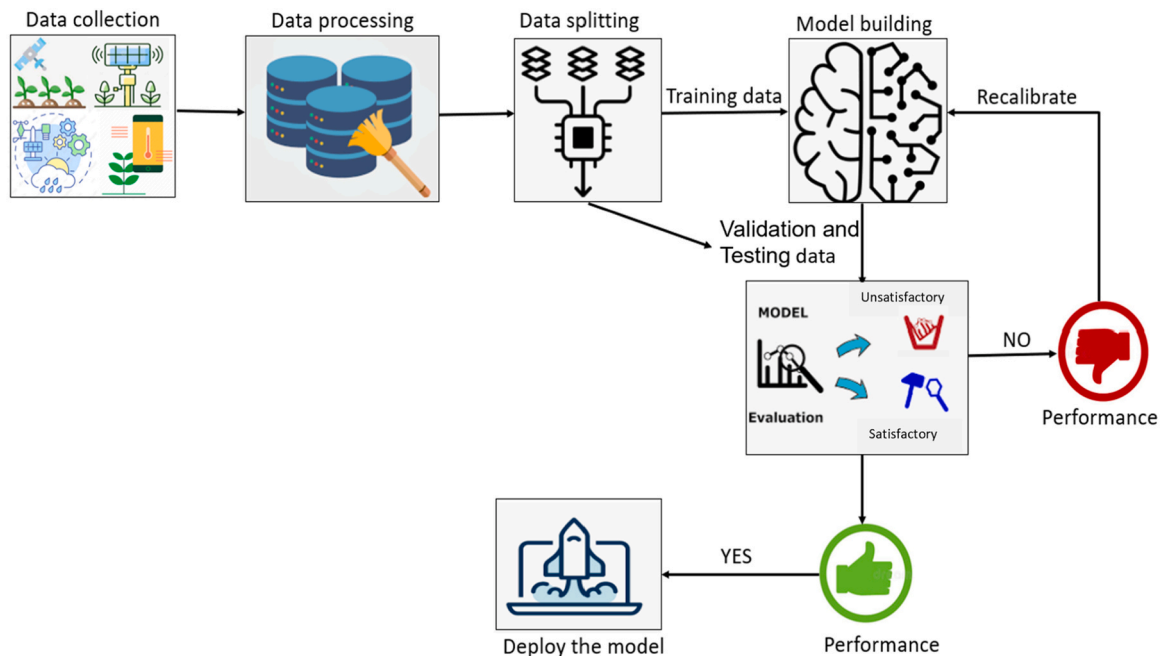 Data collection
Data processing
Data splitting
Model building
Training data
Recalibrate
Validation and
Testing data
Unsatisfactory
MODEL
Evaluation
Satisfactory
NO
Performance
YES
Deploy the model
Performance